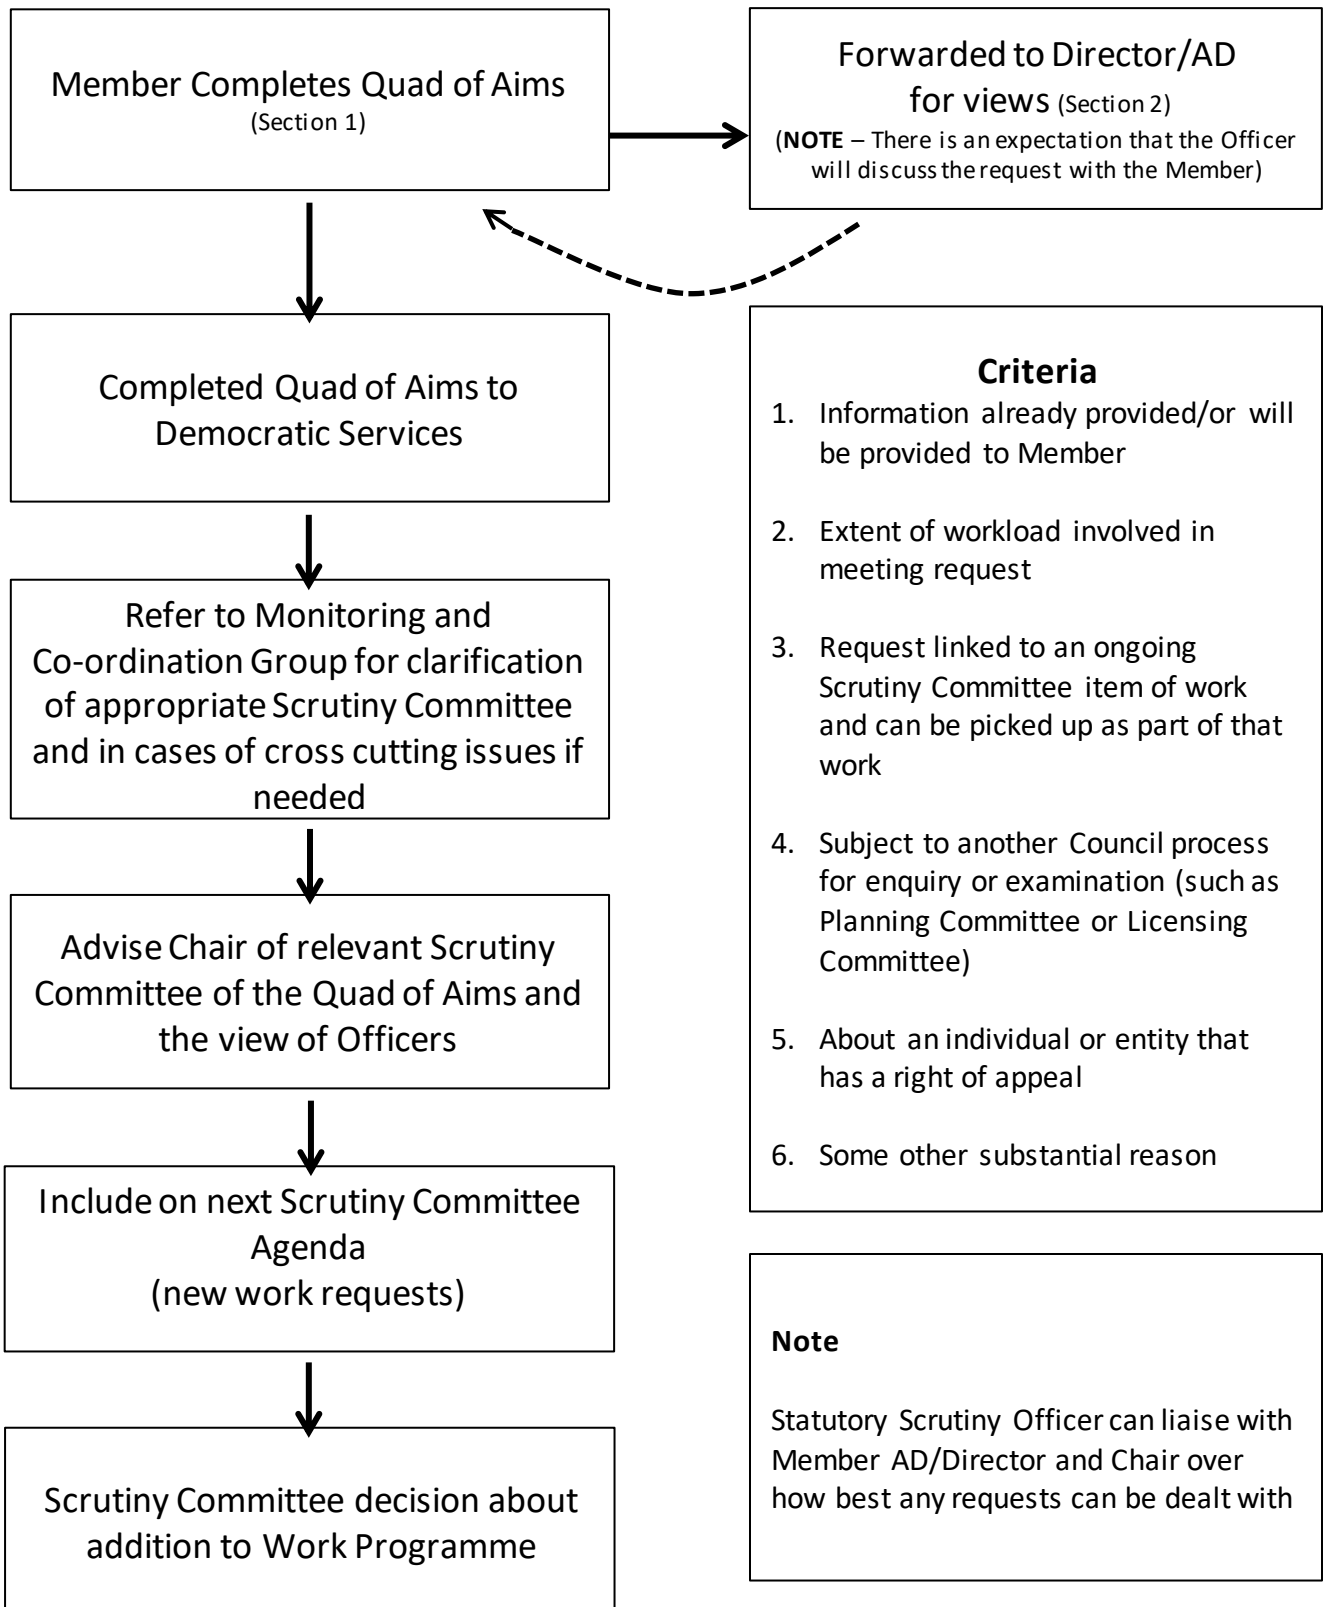 Member Completes Quad of Aims
(Section 1)
Forwarded to Director/AD
for views (Section 2)
(NOTE – There is an expectation that the Officer
will discuss the request with the Member)
Completed Quad of Aims to
Democratic Services
Refer to Monitoring and
Co-ordination Group for clarification
of appropriate Scrutiny Committee
and in cases of cross cutting issues if
needed
Advise Chair of relevant Scrutiny
Committee of the Quad of Aims and
the view of Officers
Include on next Scrutiny Committee
Agenda
(new work requests)
Scrutiny Committee decision about
addition to Work Programme
Criteria
1. Information already provided/or will
be provided to Member
2. Extent of workload involved in
meeting request
3. Request linked to an ongoing
Scrutiny Committee item of work
and can be picked up as part of that
work
4. Subject to another Council process
for enquiry or examination (such as
Planning Committee or Licensing
Committee)
5. About an individual or entity that
has a right of appeal
6. Some other substantial reason
Note
Statutory Scrutiny Officer can liaise with
Member AD/Director and Chair over
how best any requests can be dealt with